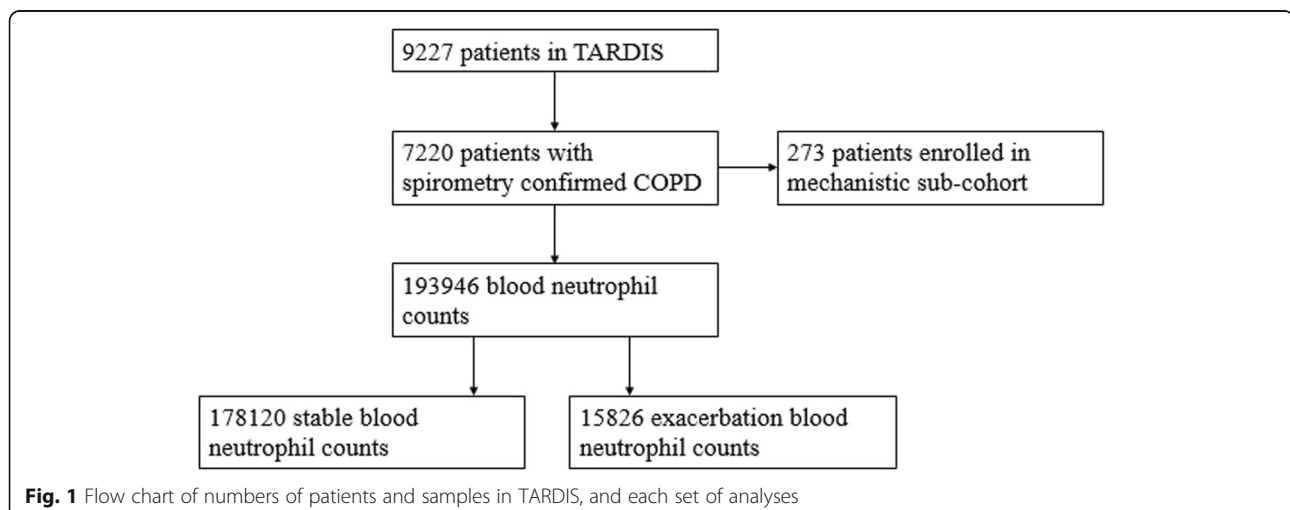 9227 patients in TARDIS
7220 patients with
spirometry confirmed COPD
273 patients enrolled in
mechanistic sub-cohort
193946 blood neutrophil
counts
178120 stable blood
neutrophil counts
15826 exacerbation blood
neutrophil counts
Fig. 1 Flow chart of numbers of patients and samples in TARDIS, and each set of analyses